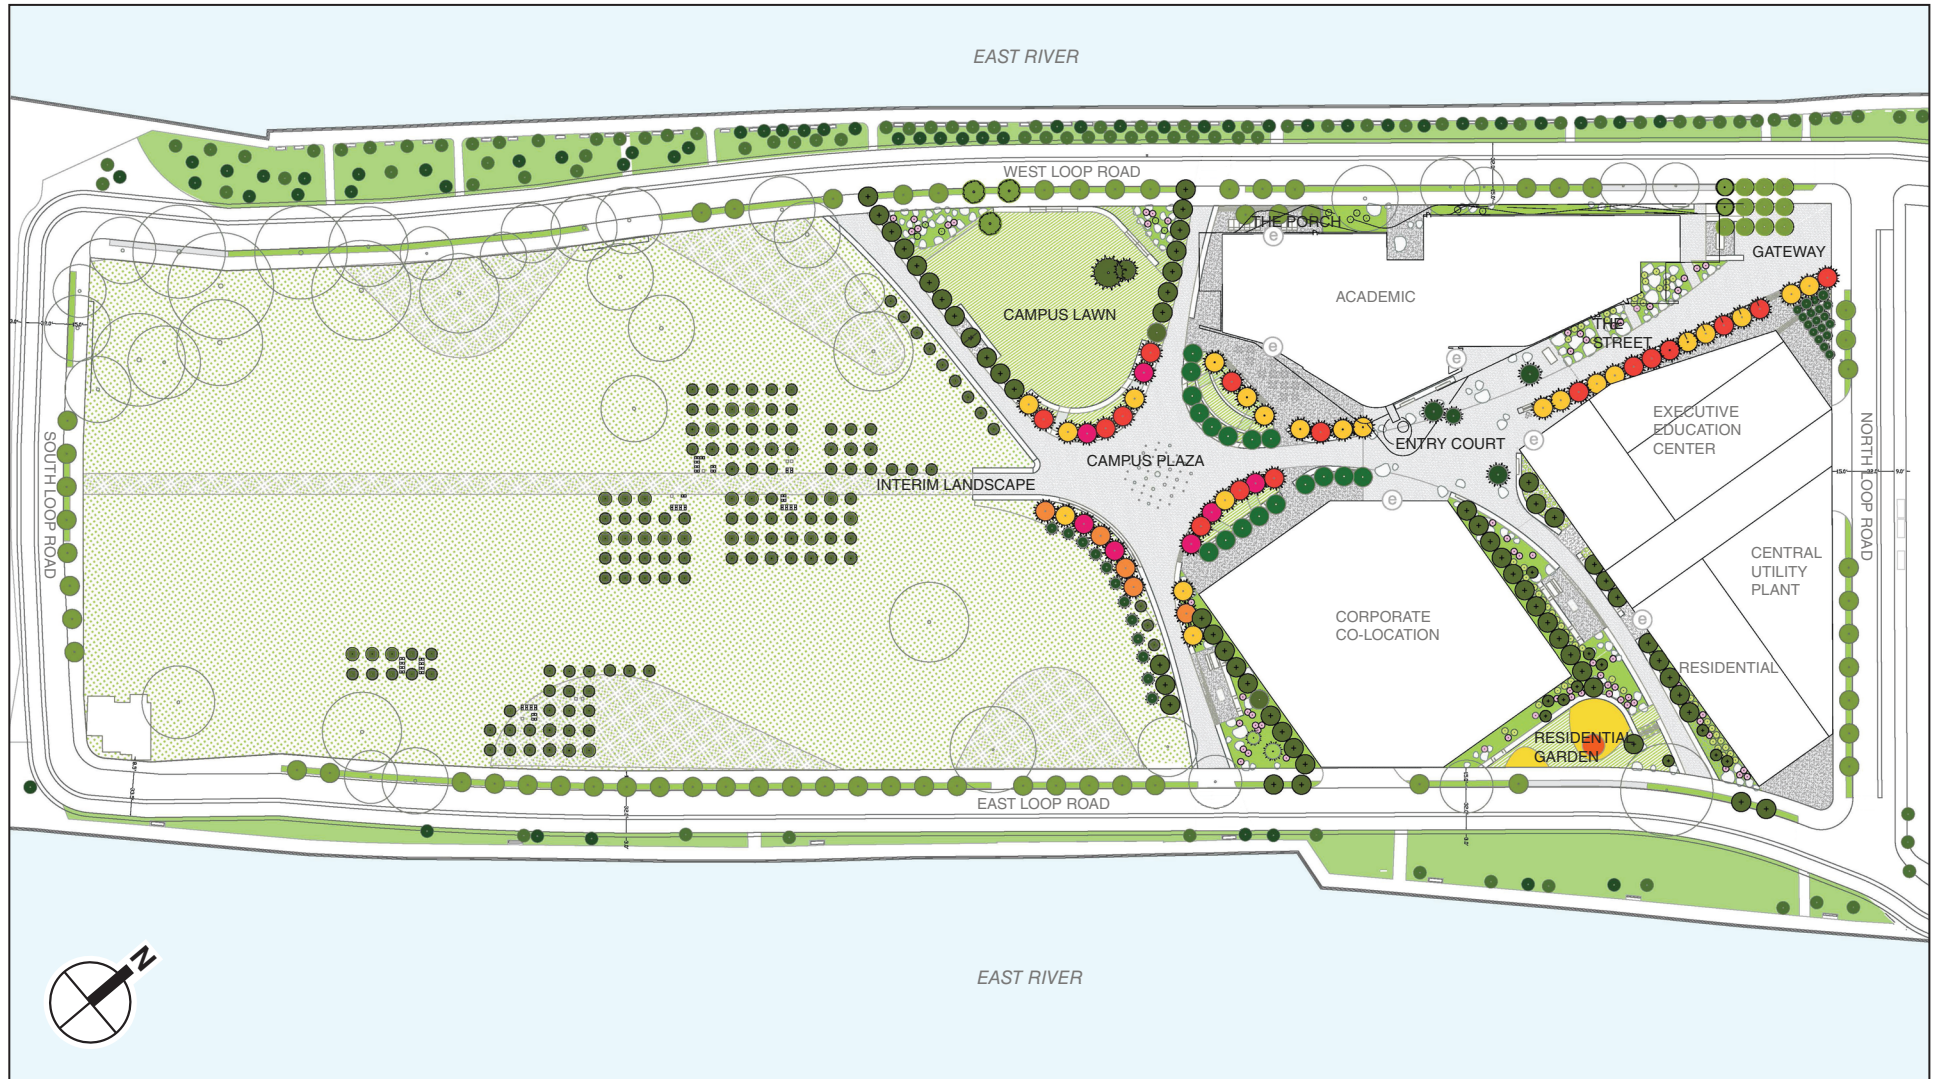 EAST RIVER
WEST LOOP ROAD
THE PORCH
e
GATEWAY
ACADEMIC
CAMPUS LAWN
THE
STREET
e
e
EXECUTIVE
EDUCATION
CENTER
NORTH LOOP ROAD
SOUTH LOOP ROAD
ENTRY COURT
e
CAMPUS PLAZA
INTERIM LANDSCAPE
e
CENTRAL
UTILITY
PLANT
CORPORATE
CO-LOCATION
e
RESIDENTIAL
RESIDENTIAL
GARDEN
EAST LOOP ROAD
EAST RIVER
N